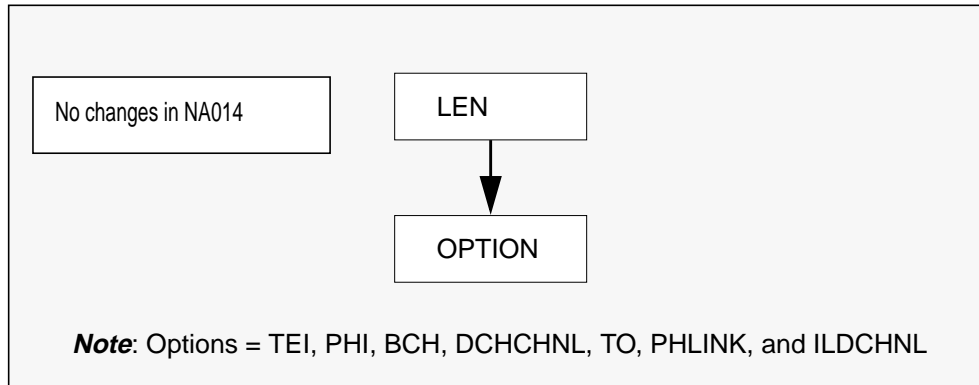 No changes in NA014
LEN
OPTION
Note: Options = TEI, PHI, BCH, DCHCHNL, TO, PHLINK, and ILDCHNL